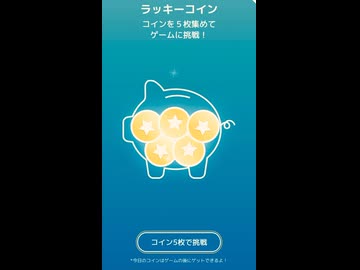 ラッキーコイン
コインを5枚集めて
ゲームに挑戦！
コイン5枚で挑戦
*今日のコインはゲームの後にゲットできるよ！